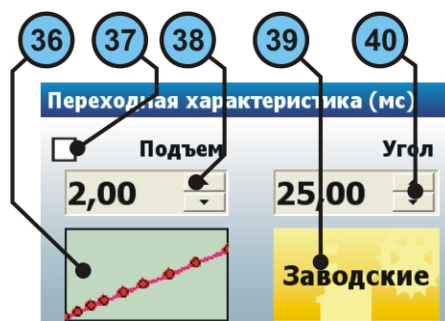 36 37 38 39 40
Переходная характеристика (мс)
Подъем Угол
2,00 25,00
Заводские